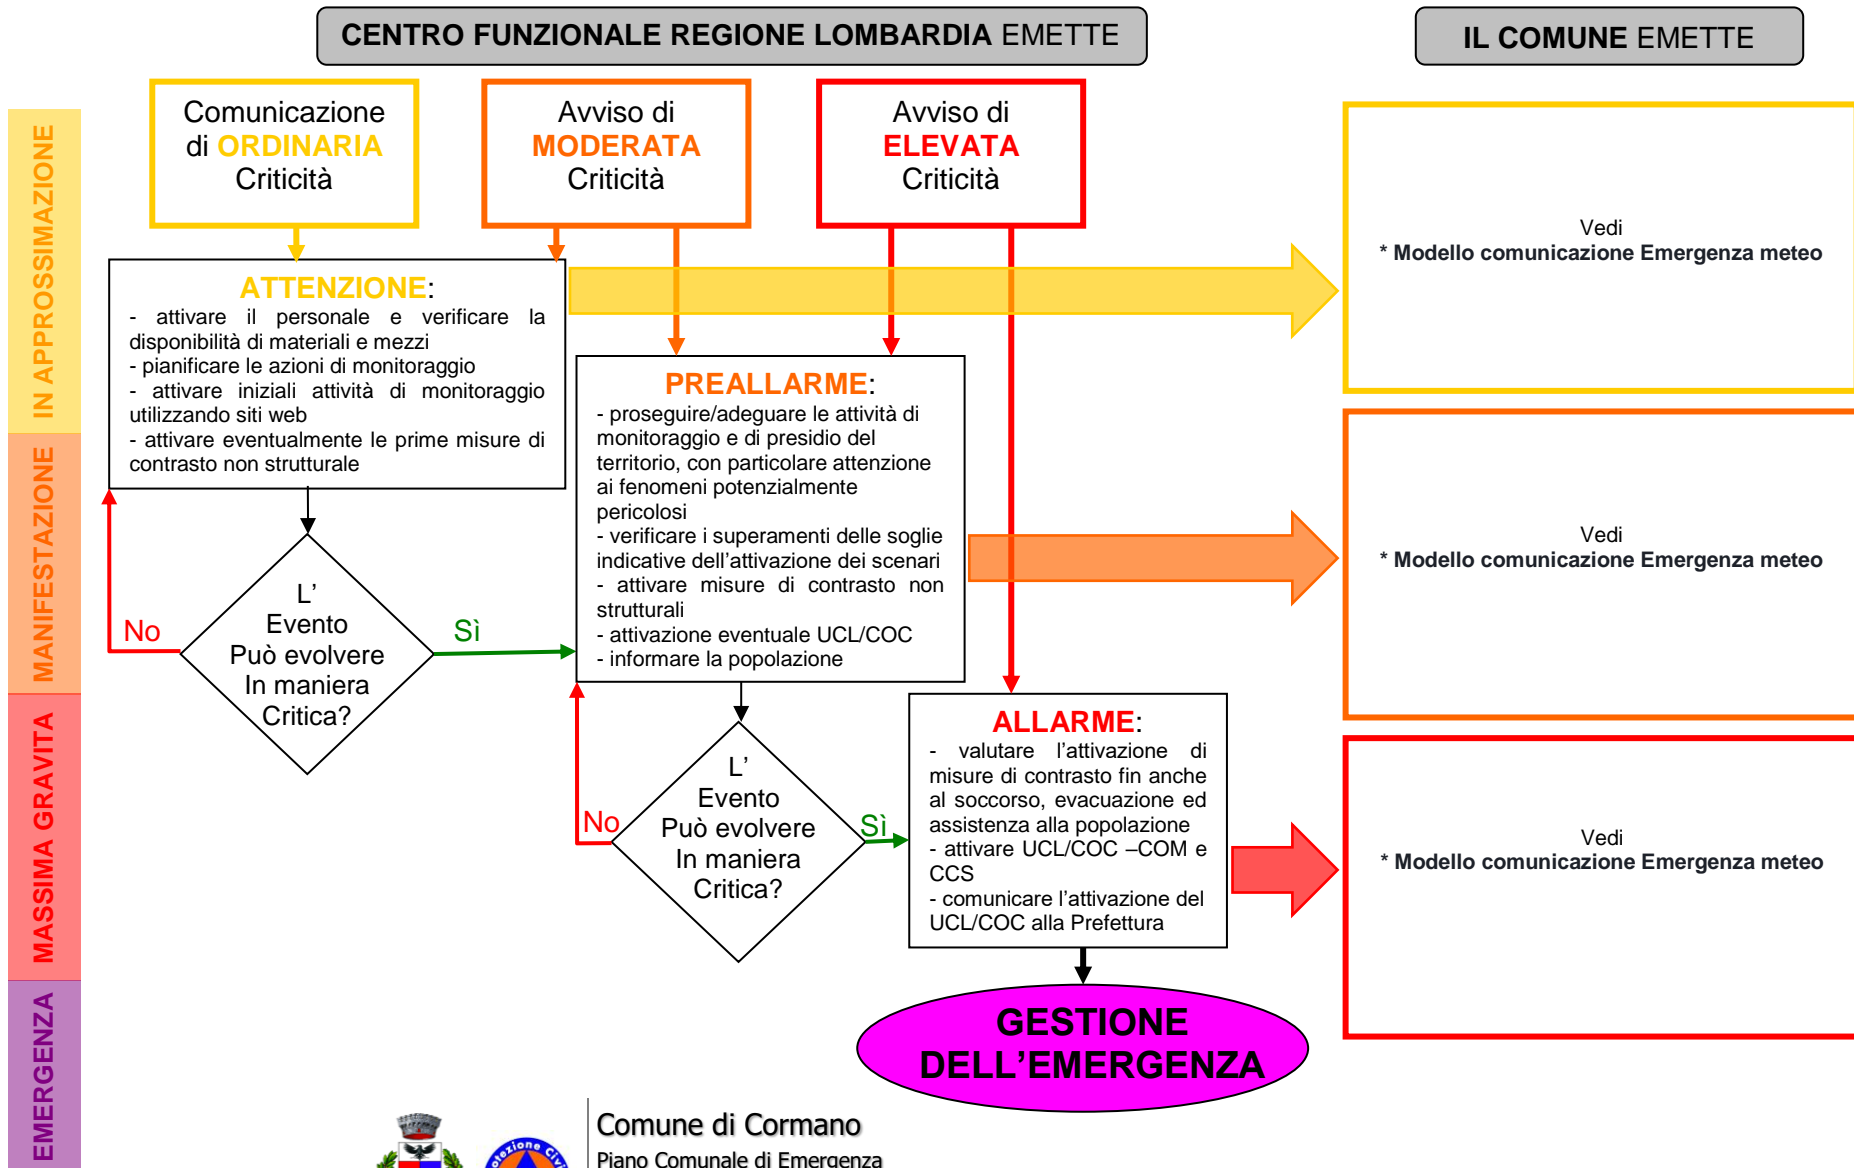 CENTRO FUNZIONALE REGIONE LOMBARDIA EMETTE
IL COMUNE EMETTE
Comunicazione
di ORDINARIA
Criticità
Avviso di
MODERATA
Criticità
Avviso di
ELEVATA
Criticità
IN APPROSSIMAZIONE
MANIFESTAZIONE
MASSIMA GRAVITA
EMERGENZA
ATTENZIONE:
- attivare il personale e verificare la
disponibilità di materiali e mezzi
- pianificare le azioni di monitoraggio
- attivare iniziali attività di monitoraggio
utilizzando siti web
- attivare eventualmente le prime misure di
contrasto non strutturale
L'
Evento
Può evolvere
In maniera
Critica?
No
Sì
PREALLARME:
- proseguire/adeguare le attività di
monitoraggio e di presidio del
territorio, con particolare attenzione
ai fenomeni potenzialmente
pericolosi
- verificare i superamenti delle soglie
indicative dell'attivazione dei scenari
- attivare misure di contrasto non
strutturali
- attivazione eventuale UCL/COC
- informare la popolazione
L'
Evento
Può evolvere
In maniera
Critica?
No
Sì
ALLARME:
- valutare l'attivazione di
misure di contrasto fin anche
al soccorso, evacuazione ed
assistenza alla popolazione
- attivare UCL/COC –COM e
CCS
- comunicare l'attivazione del
UCL/COC alla Prefettura
GESTIONE
DELL'EMERGENZA
Vedi
* Modello comunicazione Emergenza meteo
Vedi
* Modello comunicazione Emergenza meteo
Vedi
* Modello comunicazione Emergenza meteo
Protezione Civ
Comune di Cormano
Piano Comunale di Emergenza